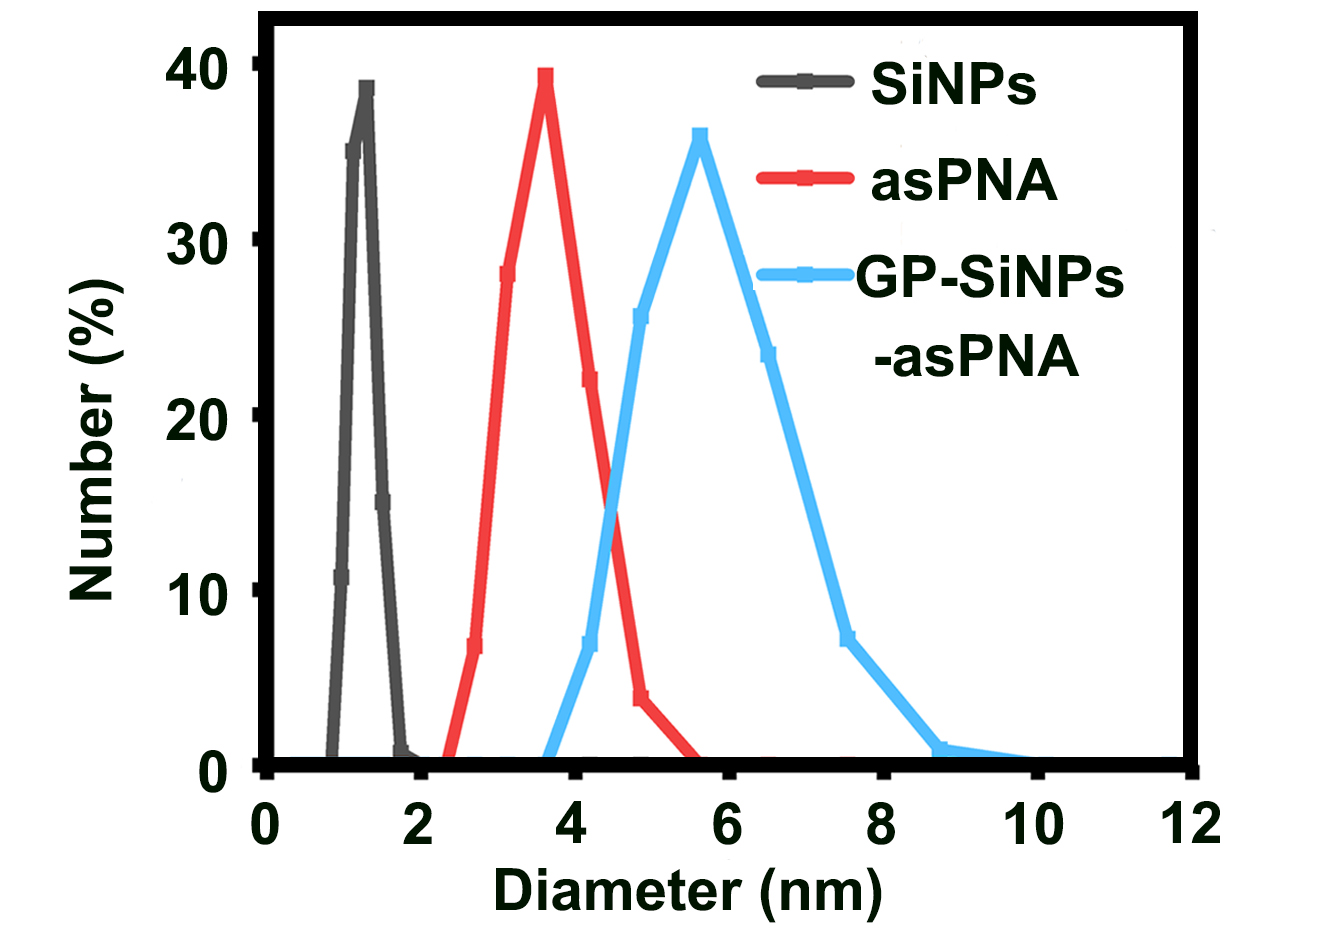 40
30
20
10
0
Number (%)
SiNPs
asPNA
GP-SiNPs
-asPNA
0 2 4 6 8 10 12
Diameter (nm)